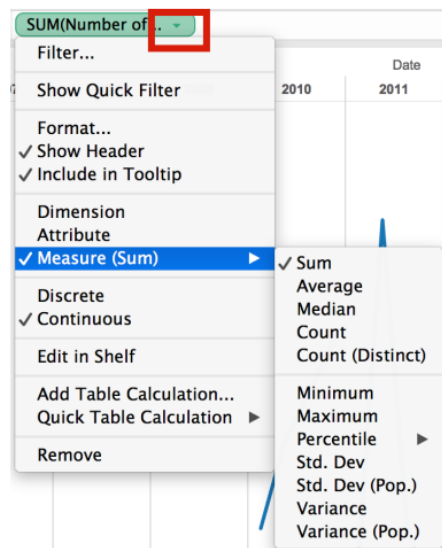 SUM(Number of ..
Filter...
Date
Show Quick Filter
2010
2011
Format...
Show Header
Include in Tooltip
Dimension
Attribute
Measure (Sum)
Sum
Average
Median
Count
Count (Distinct)
Minimum
Maximum
Percentile
Std. Dev
Std. Dev (Pop.)
Variance
Variance (Pop.)
Discrete
Continuous
Edit in Shelf
Add Table Calculation...
Quick Table Calculation
Remove